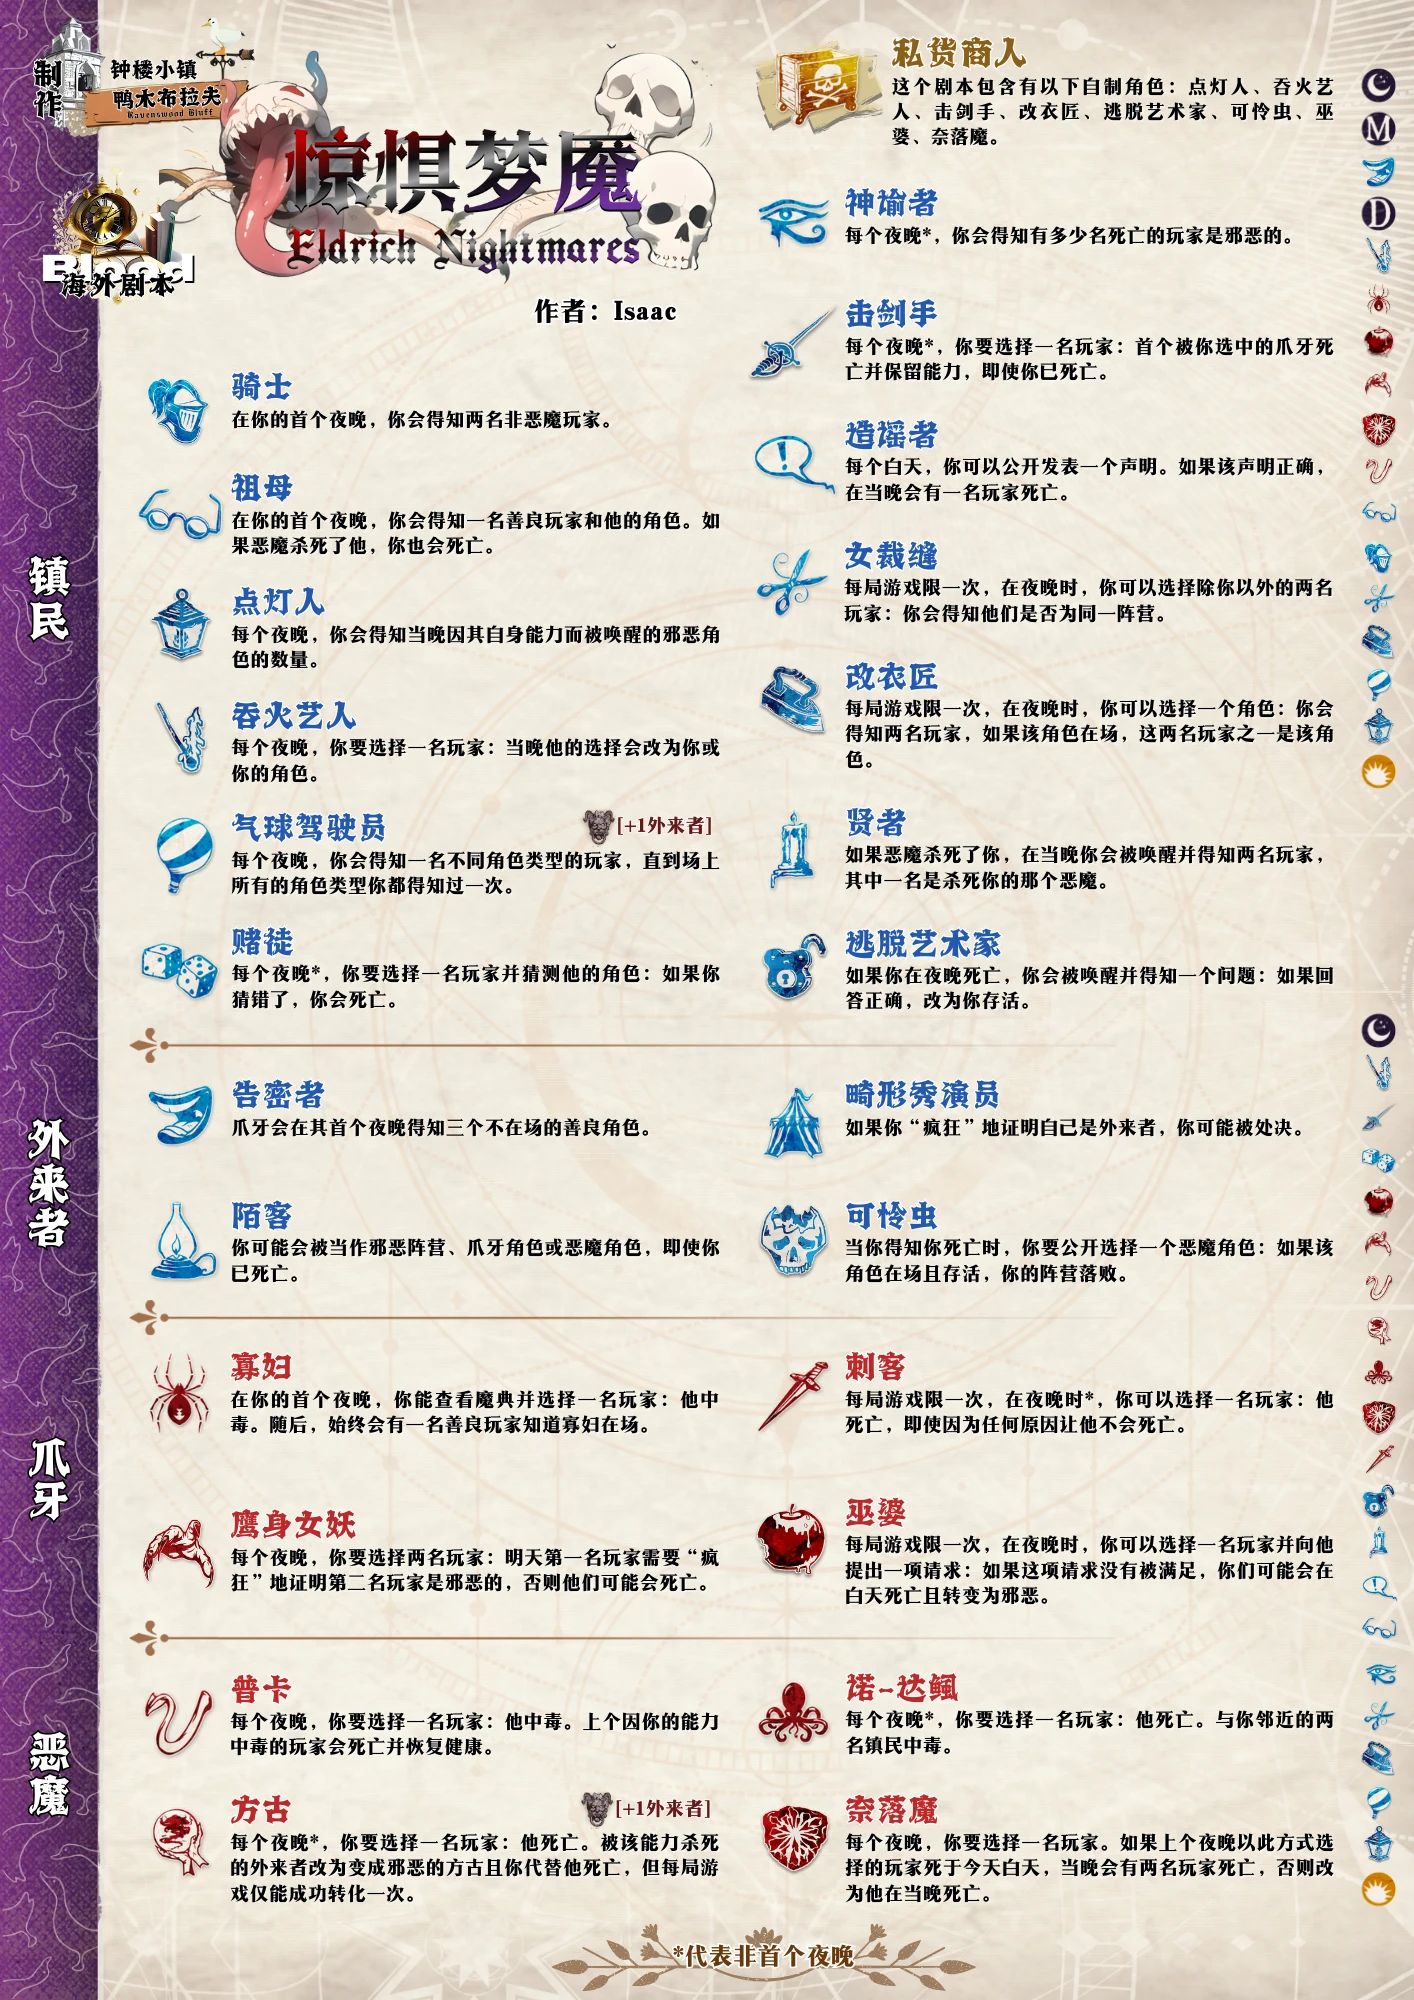 制作
钟楼小镇
鸭木布拉夫
Ravenswood Bluff
Blood
海外剧本
惊惧梦魇
Eldrich Nightmares
作者：Isaac
私货商人
这个剧本包含有以下自制角色：点灯人、吞火艺
人、击剑手、改衣匠、逃脱艺术家、可怜虫、巫
婆、奈落魔。
镇民
骑士
在你的首个夜晚，你会得知两名非恶魔玩家。
祖母
在你的首个夜晚，你会得知一名善良玩家和他的角色。如
果恶魔杀死了他，你也会死亡。
点灯人
每个夜晚，你会得知当晚因其自身能力而被唤醒的邪恶角
色的数量。
吞火艺人
每个夜晚，你要选择一名玩家：当晚他的选择会改为你或
你的角色。
气球驾驶员
[+1外来者]
每个夜晚，你会得知一名不同角色类型的玩家，直到场上
所有的角色类型你都得知过一次。
赌徒
每个夜晚*，你要选择一名玩家并猜测他的角色：如果你
猜错了，你会死亡。
神谕者
每个夜晚*，你会得知有多少名死亡的玩家是邪恶的。
击剑手
每个夜晚*，你要选择一名玩家：首个被你选中的爪牙死
亡并保留能力，即使你已死亡。
造谣者
每个白天，你可以公开发表一个声明。如果该声明正确，
在当晚会有一名玩家死亡。
女裁缝
每局游戏限一次，在夜晚时，你可以选择除你以外的两名
玩家：你会得知他们是否为同一阵营。
改衣匠
每局游戏限一次，在夜晚时，你可以选择一个角色：你会
得知两名玩家，如果该角色在场，这两名玩家之一是该角
色。
贤者
如果恶魔杀死了你，在当晚你会被唤醒并得知两名玩家，
其中一名是杀死你的那个恶魔。
逃脱艺术家
如果你在夜晚死亡，你会被唤醒并得知一个问题：如果回
答正确，改为你存活。
外来者
告密者
爪牙会在其首个夜晚得知三个不在场的善良角色。
陌客
你可能会被当作邪恶阵营、爪牙角色或恶魔角色，即使你
已死亡。
畸形秀演员
如果你“疯狂”地证明自己是外来者，你可能被处决。
可怜虫
当你得知你死亡时，你要公开选择一个恶魔角色：如果该
角色在场且存活，你的阵营落败。
爪牙
寡妇
在你的首个夜晚，你能查看魔典并选择一名玩家：他中
毒。随后，始终会有一名善良玩家知道寡妇在场。
鹰身女妖
每个夜晚，你要选择两名玩家：明天第一名玩家需要“疯
狂”地证明第二名玩家是邪恶的，否则他们可能会死亡。
刺客
每局游戏限一次，在夜晚时*，你可以选择一名玩家：他
死亡，即使因为任何原因让他不会死亡。
巫婆
每局游戏限一次，在夜晚时，你可以选择一名玩家并向他
提出一项请求：如果这项请求没有被满足，你们可能会在
白天死亡且转变为邪恶。
恶魔
普卡
每个夜晚，你要选择一名玩家：他中毒。上个因你的能力
中毒的玩家会死亡并恢复健康。
方古
[+1外来者]
每个夜晚*，你要选择一名玩家：他死亡。被该能力杀死
的外来者改为变成邪恶的方古且你代替他死亡，但每局游
戏仅能成功转化一次。
诺-达鲺
每个夜晚*，你要选择一名玩家：他死亡。与你邻近的两
名镇民中毒。
奈落魔
每个夜晚，你要选择一名玩家。如果上个夜晚以此方式选
择的玩家死于今天白天，当晚会有两名玩家死亡，否则改
为他在当晚死亡。
M
D
*代表非首个夜晚